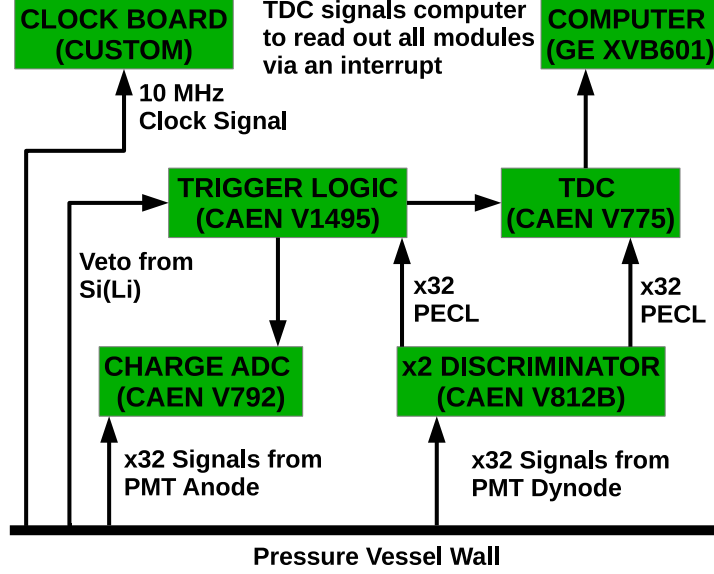 CLOCK BOARD
(CUSTOM)
TDC signals computer
to read out all modules
via an interrupt
COMPUTER
(GE XVB601)
10 MHz
Clock Signal
TRIGGER LOGIC
(CAEN V1495)
TDC
(CAEN V775)
Veto from
Si(Li)
x32
PECL
x32
PECL
CHARGE ADC
(CAEN V792)
x2 DISCRIMINATOR
(CAEN V812B)
x32 Signals from
PMT Anode
x32 Signals from
PMT Dynode
Pressure Vessel Wall